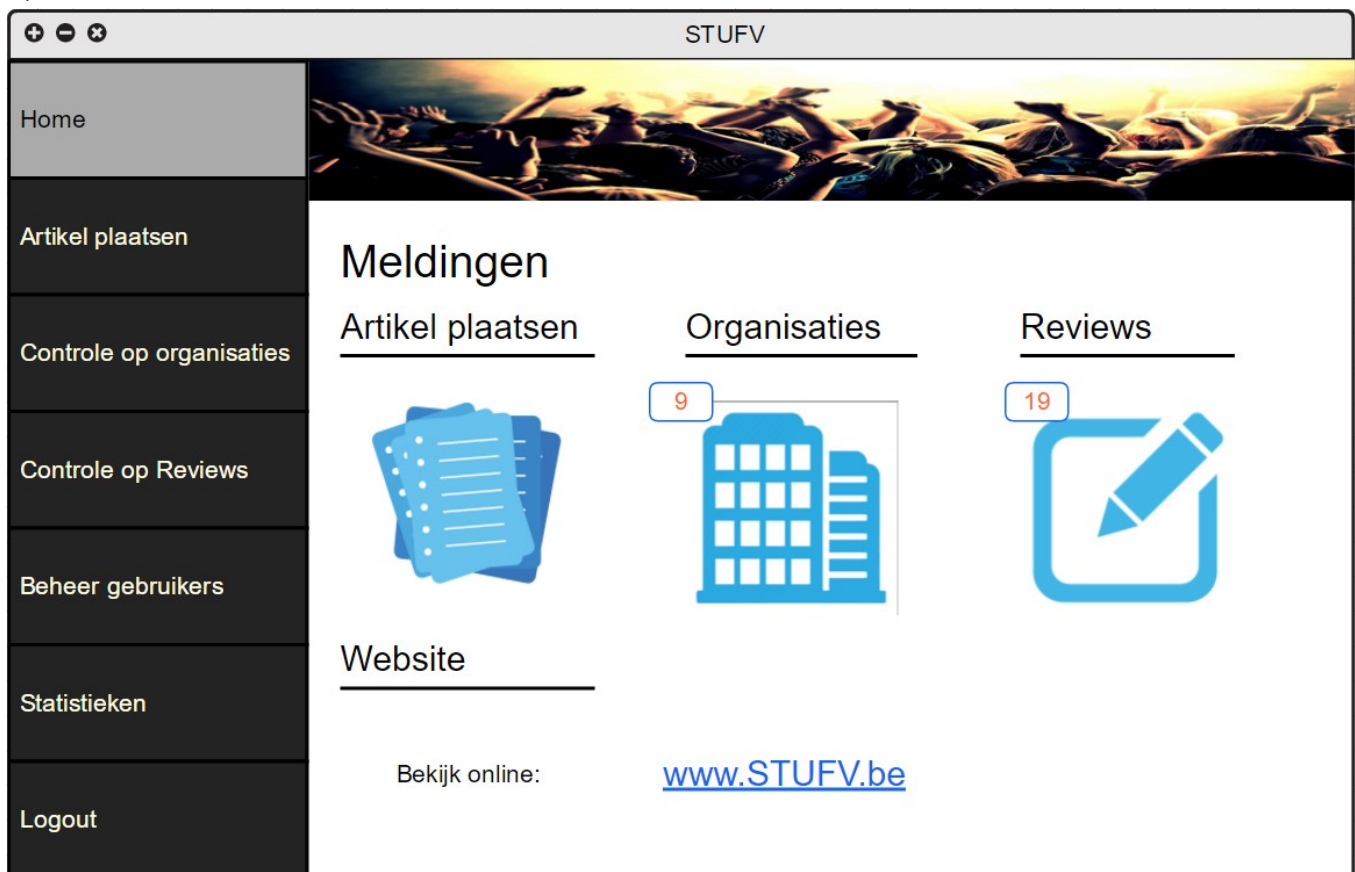 STUFV
Home
Artikel plaatsen
Controle op organisaties
Controle op Reviews
Beheer gebruikers
Statistieken
Logout
Meldingen
Artikel plaatsen
Organisaties
Reviews
9
19
Website
Bekijk online:
www.STUFV.be